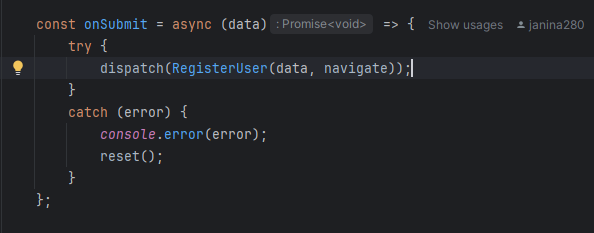 const onSubmit = async (data) : Promise<void> => { Show usages janina280
try {
dispatch(RegisterUser(data, navigate));
}
catch (error) {
console.error(error);
reset();
}
};